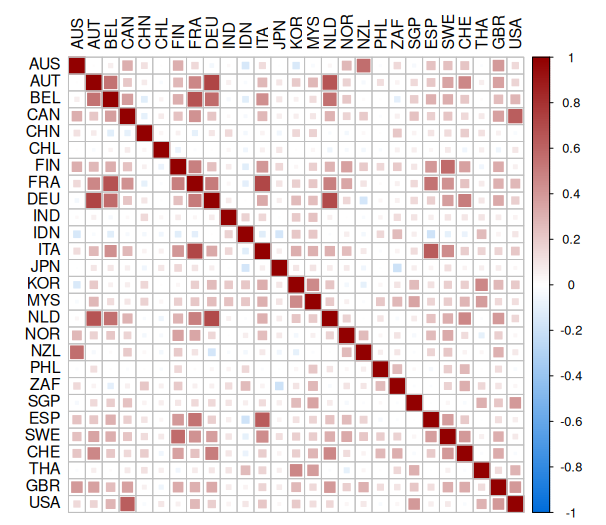 AUS AUT BEL CAN CHN CHL FIN FRA DEU IND IDN ITA JPN KOR MYS NLD NOR NZL PHL ZAF SGP ESP SWE CHE THA GBR USA
AUS
AUT
BEL
CAN
CHN
CHL
FIN
FRA
DEU
IND
IDN
ITA
JPN
KOR
MYS
NLD
NOR
NZL
PHL
ZAF
SGP
ESP
SWE
CHE
THA
GBR
USA
1
0.8
0.6
0.4
0.2
0
-0.2
-0.4
-0.6
-0.8
-1